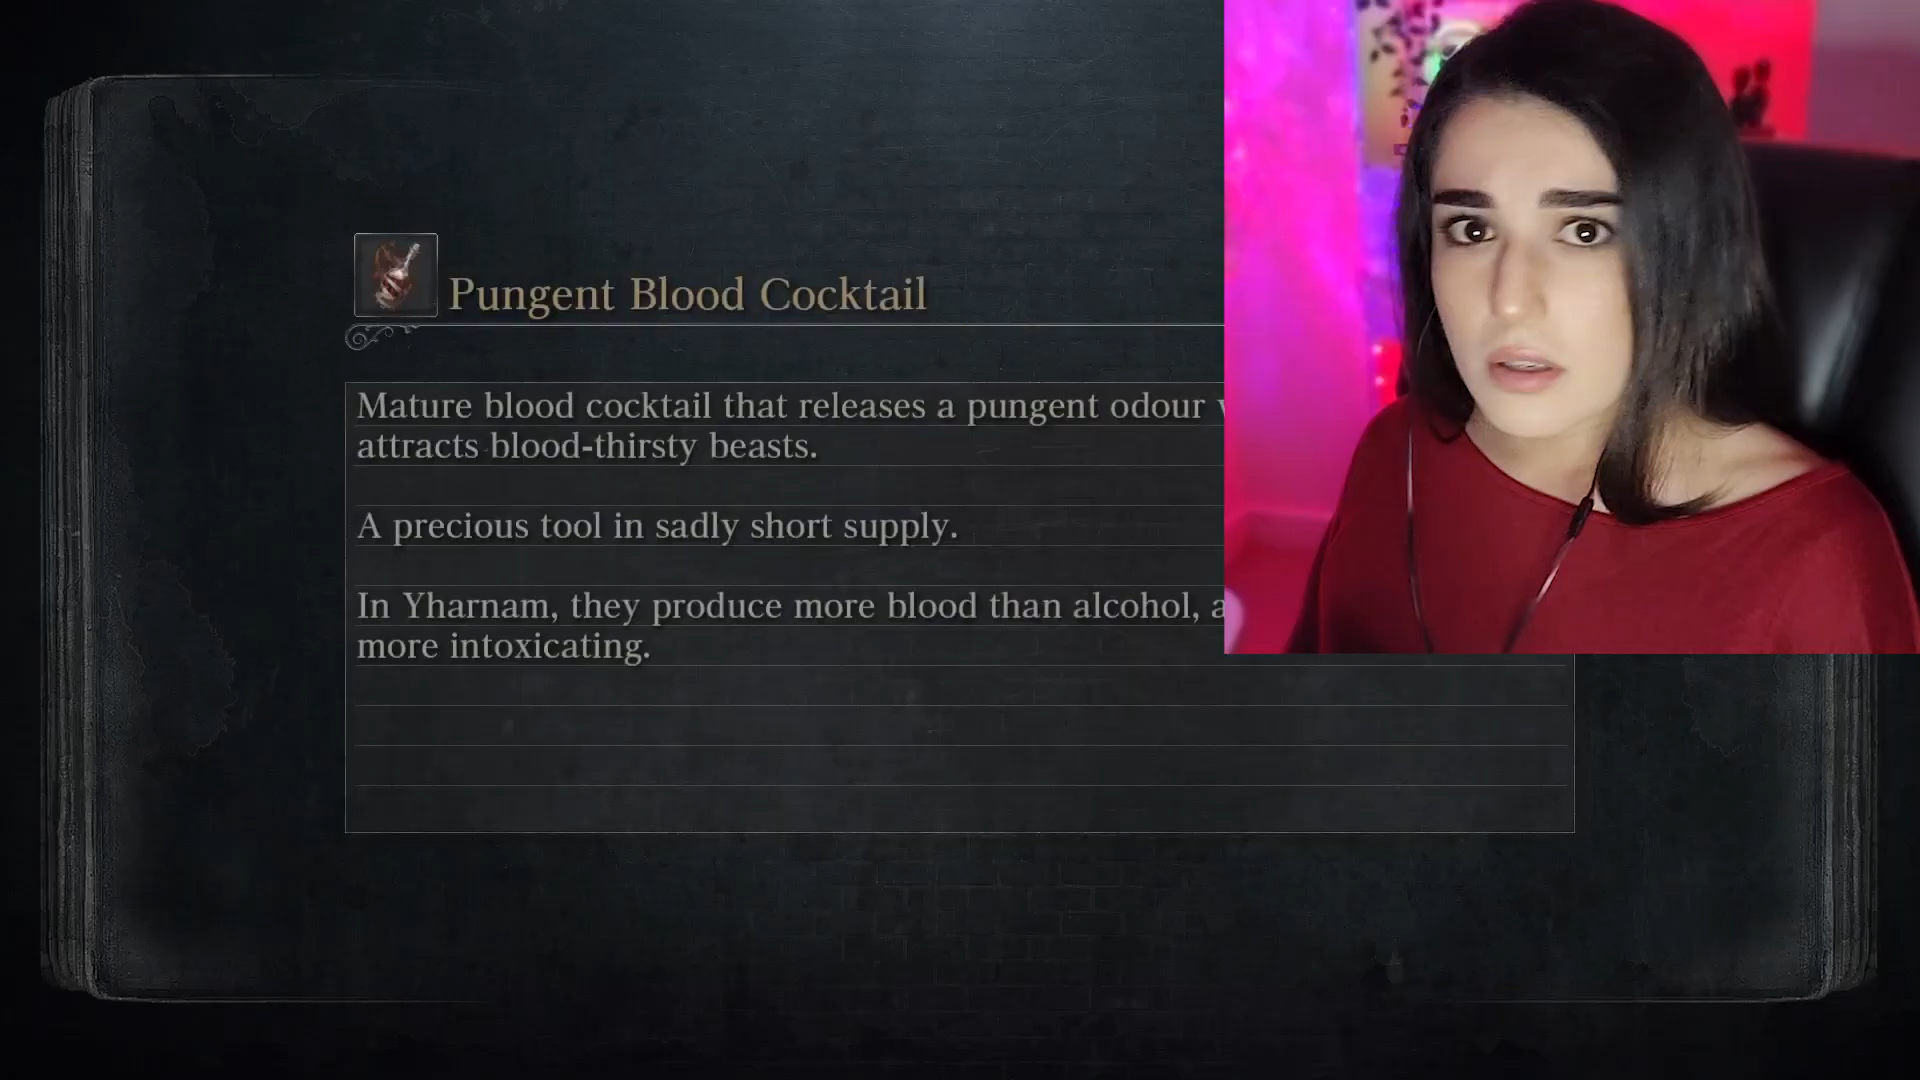 Pungent Blood Cocktail
Mature blood cocktail that releases a pungent odour
attracts blood-thirsty beasts.
A precious tool in sadly short supply.
In Yharnam, they produce more blood than alcohol,
more intoxicating.